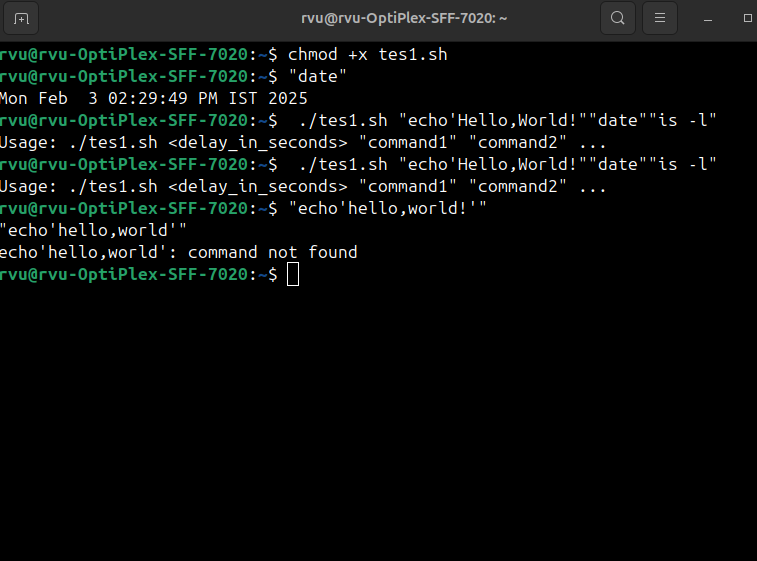 rvu@rvu-OptiPlex-SFF-7020: ~
rvu@rvu-OptiPlex-SFF-7020:~$ chmod +x tes1.sh
rvu@rvu-OptiPlex-SFF-7020:~$ "date"
Mon Feb  3 02:29:49 PM IST 2025
rvu@rvu-OptiPlex-SFF-7020:~$  ./tes1.sh "echo'Hello,World!""date""is -l"
Usage: ./tes1.sh <delay_in_seconds> "command1" "command2" ...
rvu@rvu-OptiPlex-SFF-7020:~$  ./tes1.sh "echo'Hello,World!""date""is -l"
Usage: ./tes1.sh <delay_in_seconds> "command1" "command2" ...
rvu@rvu-OptiPlex-SFF-7020:~$ "echo'hello,world!'"
"echo'hello,world'"
echo'hello,world': command not found
rvu@rvu-OptiPlex-SFF-7020:~$